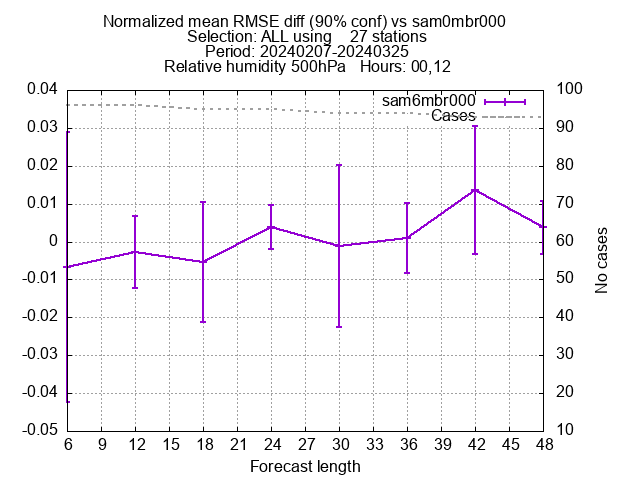 Normalized mean RMSE diff (90% conf) vs sam0mbr000
Selection: ALL using    27 stations
Period: 20240207-20240325
Relative humidity 500hPa   Hours: 00,12
sam6mbr000
Cases
0.04
0.03
0.02
0.01
0
-0.01
-0.02
-0.03
-0.04
-0.05
100
90
80
70
60
50
40
30
20
10
No cases
6 9 12 15 18 21 24 27 30 33 36 39 42 45 48
Forecast length